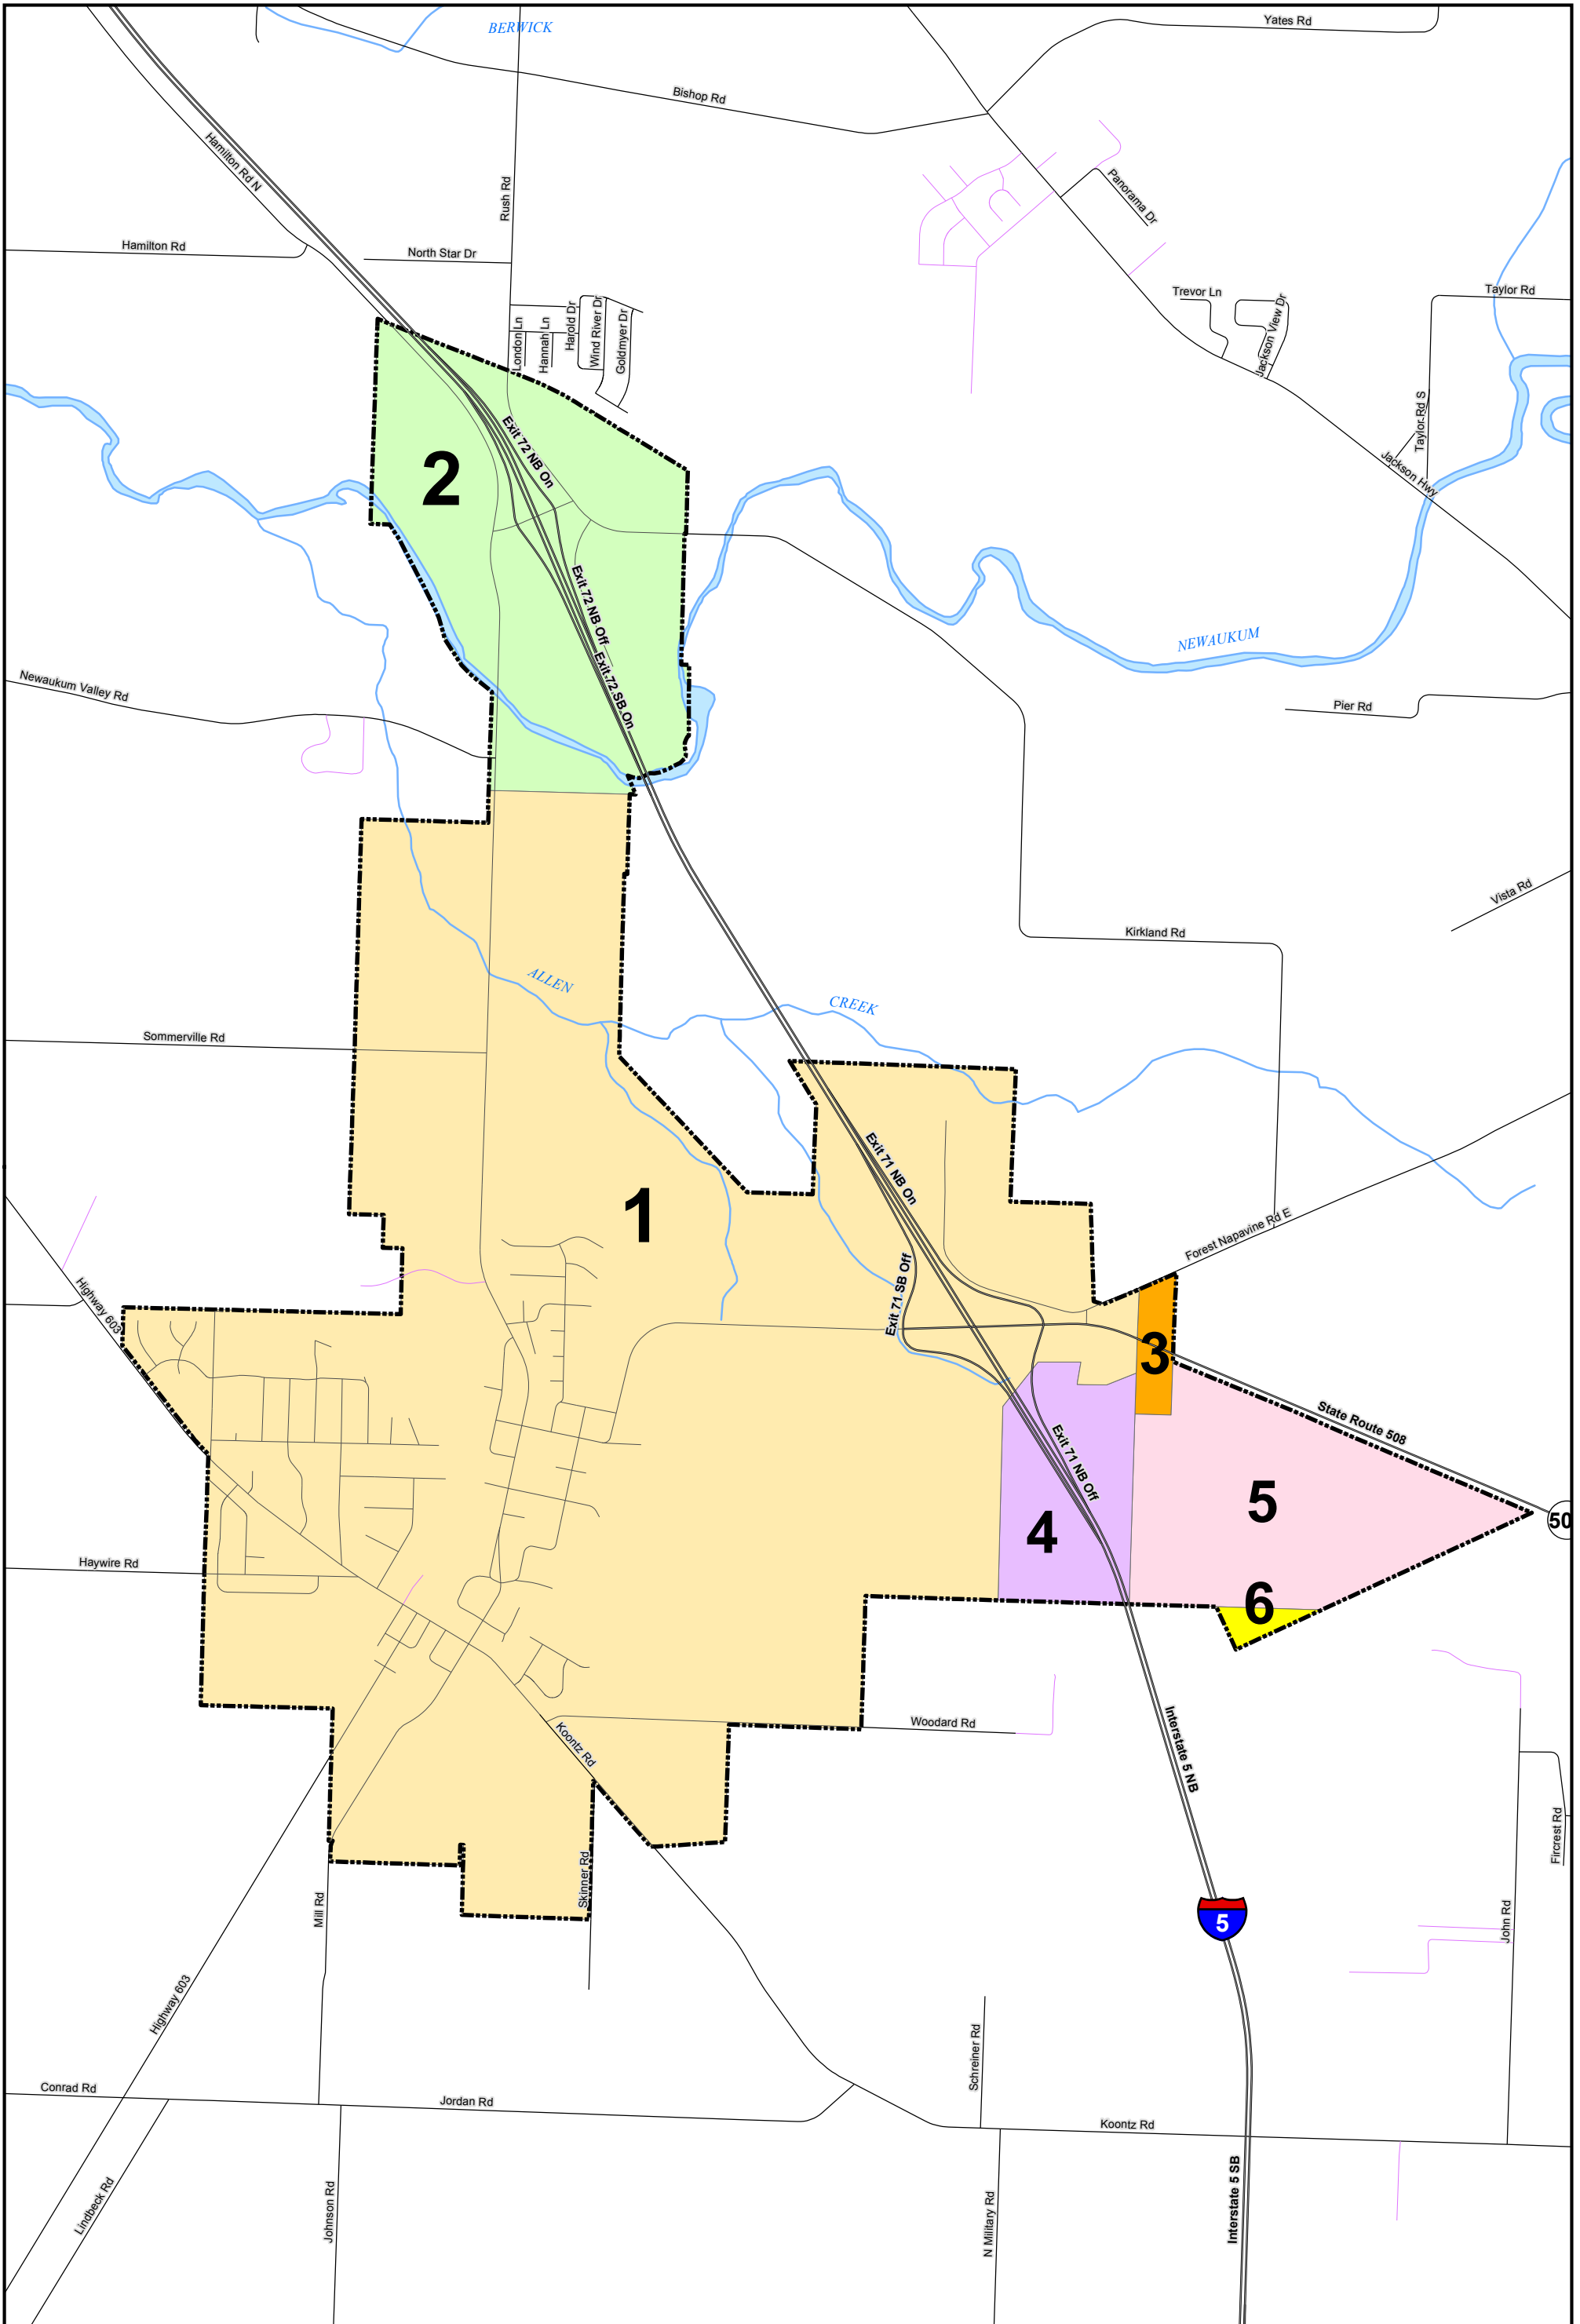 BERWICK
Yates Rd
Bishop Rd
Hamilton Rd N
Rush Rd
Panorama Dr
Hamilton Rd
North Star Dr
Trevor Ln
Jackson View Dr
Taylor Rd
London Ln
Hannah Ln
Harold Dr
Wind River Dr
Goldmyer Dr
Taylor Rd S
Jackson Hwy
2
Exit 72 NB On
Exit 72 NB Off
Exit 72 SB On
NEWAUKUM
Newaukum Valley Rd
Pier Rd
Vista Rd
Kirkland Rd
ALLEN
CREEK
Sommerville Rd
1
Exit 71 NB On
Forest Napavine Rd E
Exit 71 SB Off
Highway 603
3
State Route 508
Exit 71 NB Off
5
4
50
Haywire Rd
6
Woodard Rd
Koontz Rd
Interstate 5 NB
Fircrest Rd
Skinner Rd
Mill Rd
John Rd
5
Highway 603
Schreiner Rd
Conrad Rd
Jordan Rd
Koontz Rd
Lindbeck Rd
Johnson Rd
N Military Rd
Interstate 5 SB